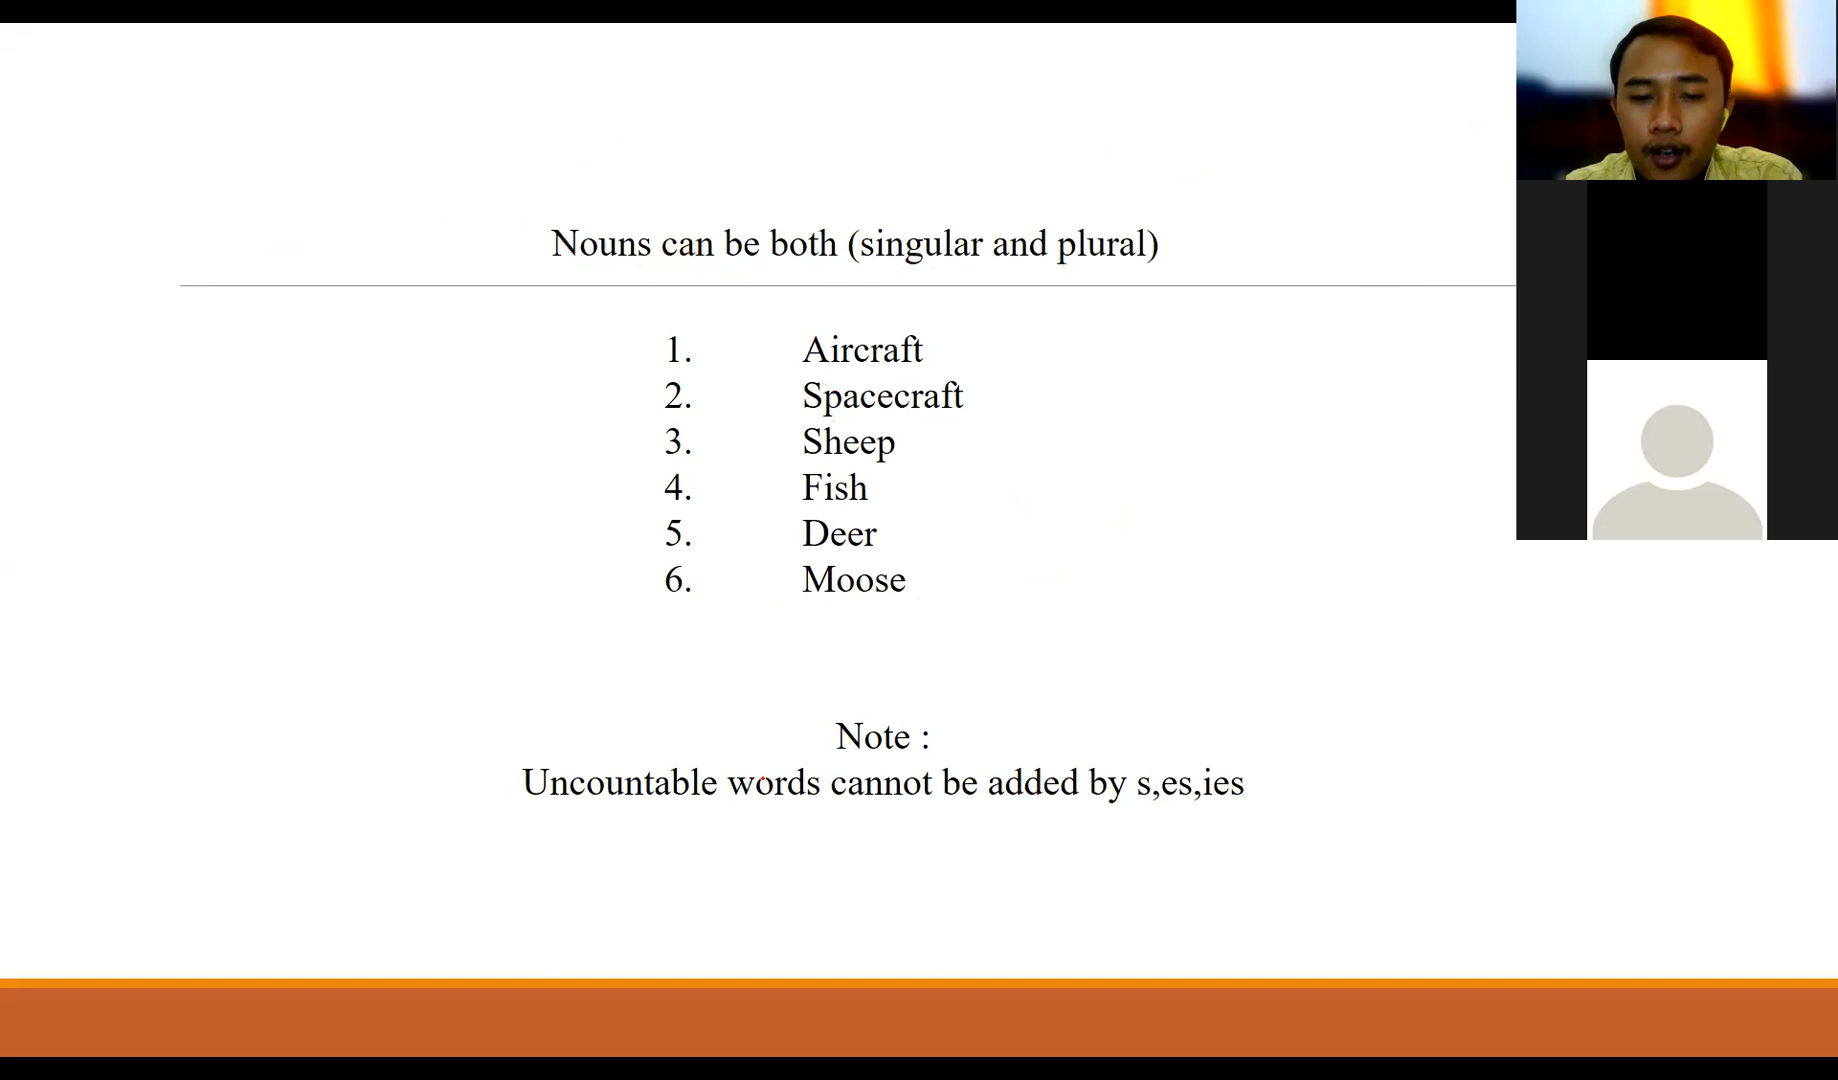 Nouns can be both (singular and plural)
1. Aircraft
2. Spacecraft
3. Sheep
4. Fish
5. Deer
6. Moose
Note :
Uncountable words cannot be added by s,es,ies